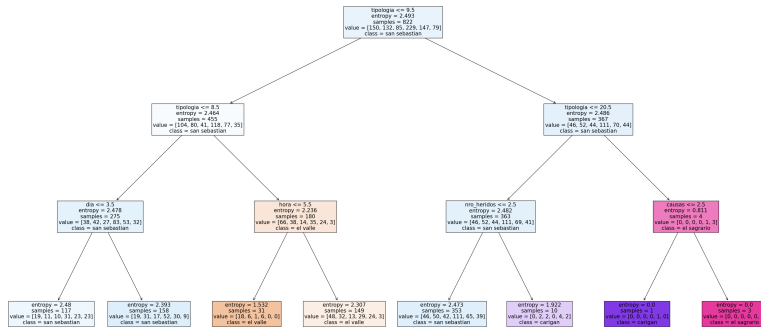 tipologia <= 9.5
entropy = 2.493
samples = 822
value = [150, 132, 85, 229, 147, 79]
class = san sebastian
tipologia <= 8.5
entropy = 2.464
samples = 455
value = [104, 80, 41, 118, 77, 35]
class = san sebastian
tipologia <= 20.5
entropy = 2.486
samples = 367
value = [46, 52, 44, 111, 70, 44]
class = san sebastian
dia <= 3.5
entropy = 2.478
samples = 275
value = [38, 42, 27, 83, 53, 32]
class = san sebastian
hora <= 5.5
entropy = 2.236
samples = 180
value = [66, 38, 14, 35, 24, 3]
class = el valle
nro_heridos <= 2.5
entropy = 2.482
samples = 363
value = [46, 52, 44, 111, 69, 41]
class = san sebastian
causas <= 2.5
entropy = 0.811
samples = 4
value = [0, 0, 0, 0, 1, 3]
class = el sagrario
entropy = 2.48
samples = 117
value = [19, 11, 10, 31, 23, 23]
class = san sebastian
entropy = 2.393
samples = 158
value = [19, 31, 17, 52, 30, 9]
class = san sebastian
entropy = 1.532
samples = 31
value = [18, 6, 1, 6, 0, 0]
class = el valle
entropy = 2.307
samples = 149
value = [48, 32, 13, 29, 24, 3]
class = el valle
entropy = 2.473
samples = 353
value = [46, 50, 42, 111, 65, 39]
class = san sebastian
entropy = 1.922
samples = 10
value = [0, 2, 2, 0, 4, 2]
class = carigan
entropy = 0.0
samples = 1
value = [0, 0, 0, 0, 1, 0]
class = carigan
entropy = 0.0
samples = 3
value = [0, 0, 0, 0, 0,
class = el sagrario